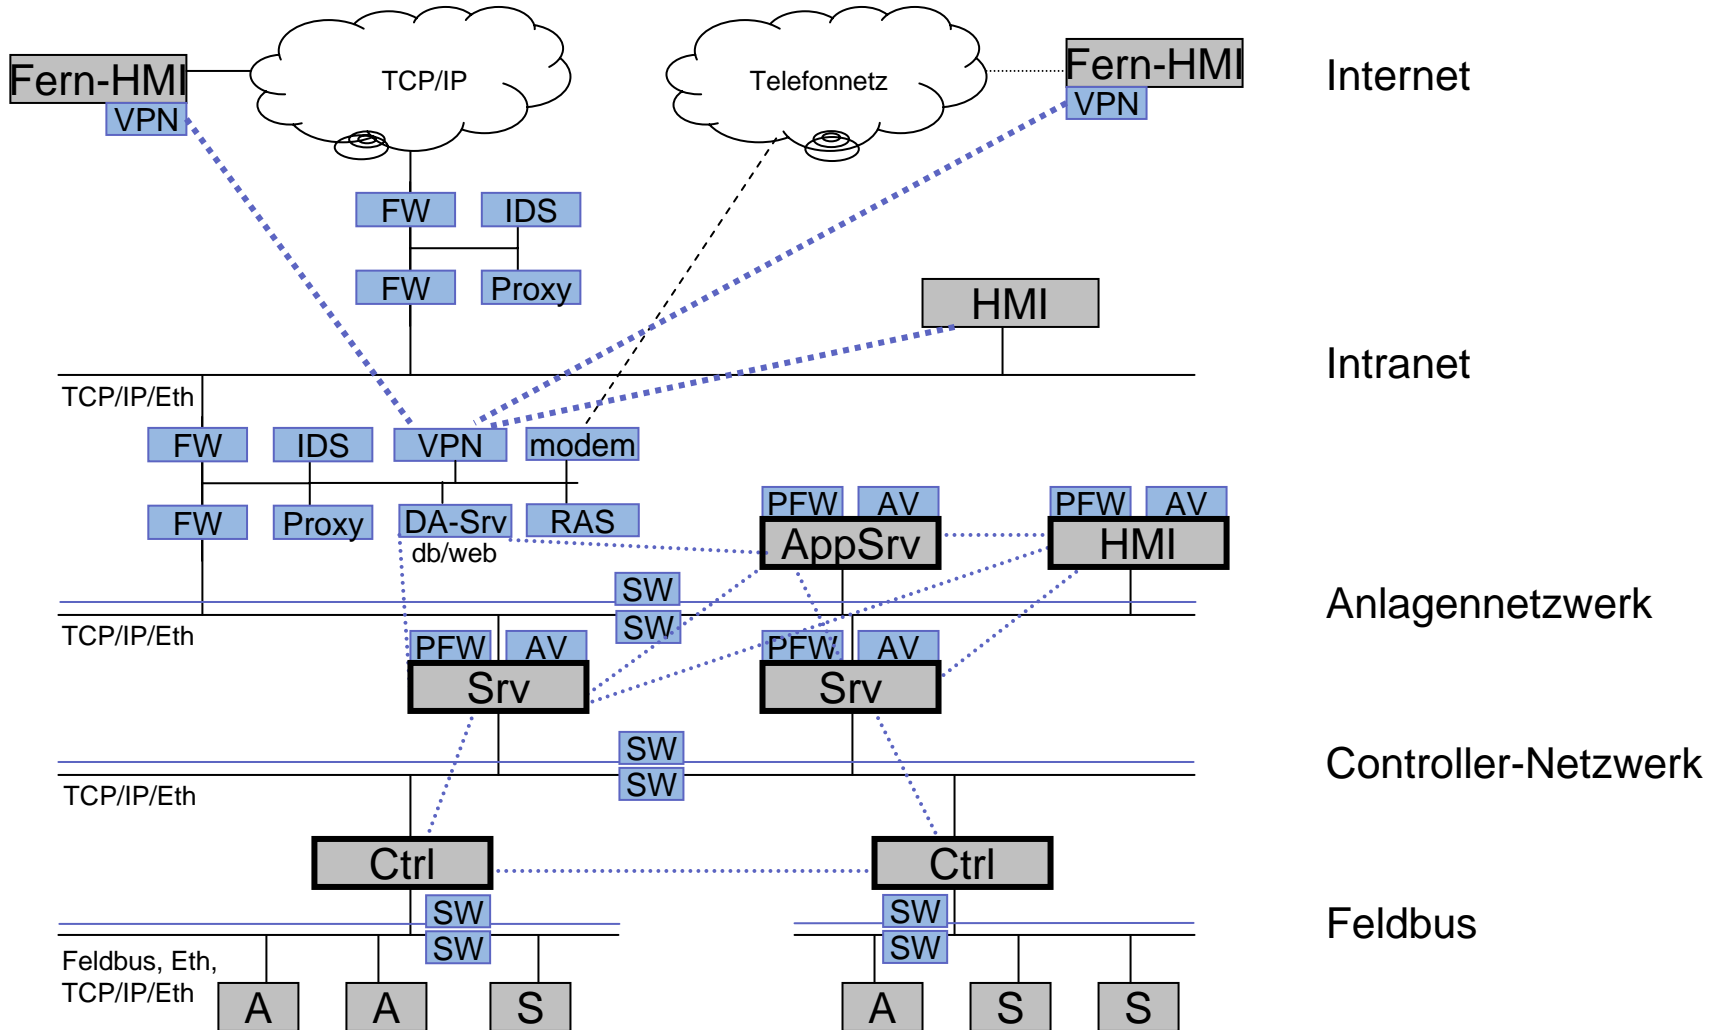 Fern-HMI
VPN
TCP/IP
Telefonnetz
Fern-HMI
VPN
Internet
FW
IDS
FW
Proxy
HMI
Intranet
TCP/IP/Eth
FW
IDS
VPN
modem
FW
Proxy
DA-Srv
db/web
RAS
PFW
AV
AppSrv
PFW
AV
HMI
Anlagennetzwerk
SW
SW
TCP/IP/Eth
PFW
AV
Srv
PFW
AV
Srv
Controller-Netzwerk
SW
SW
TCP/IP/Eth
Ctrl
Ctrl
Feldbus
SW
SW
SW
SW
Feldbus, Eth,
TCP/IP/Eth
A
A
S
A
S
S